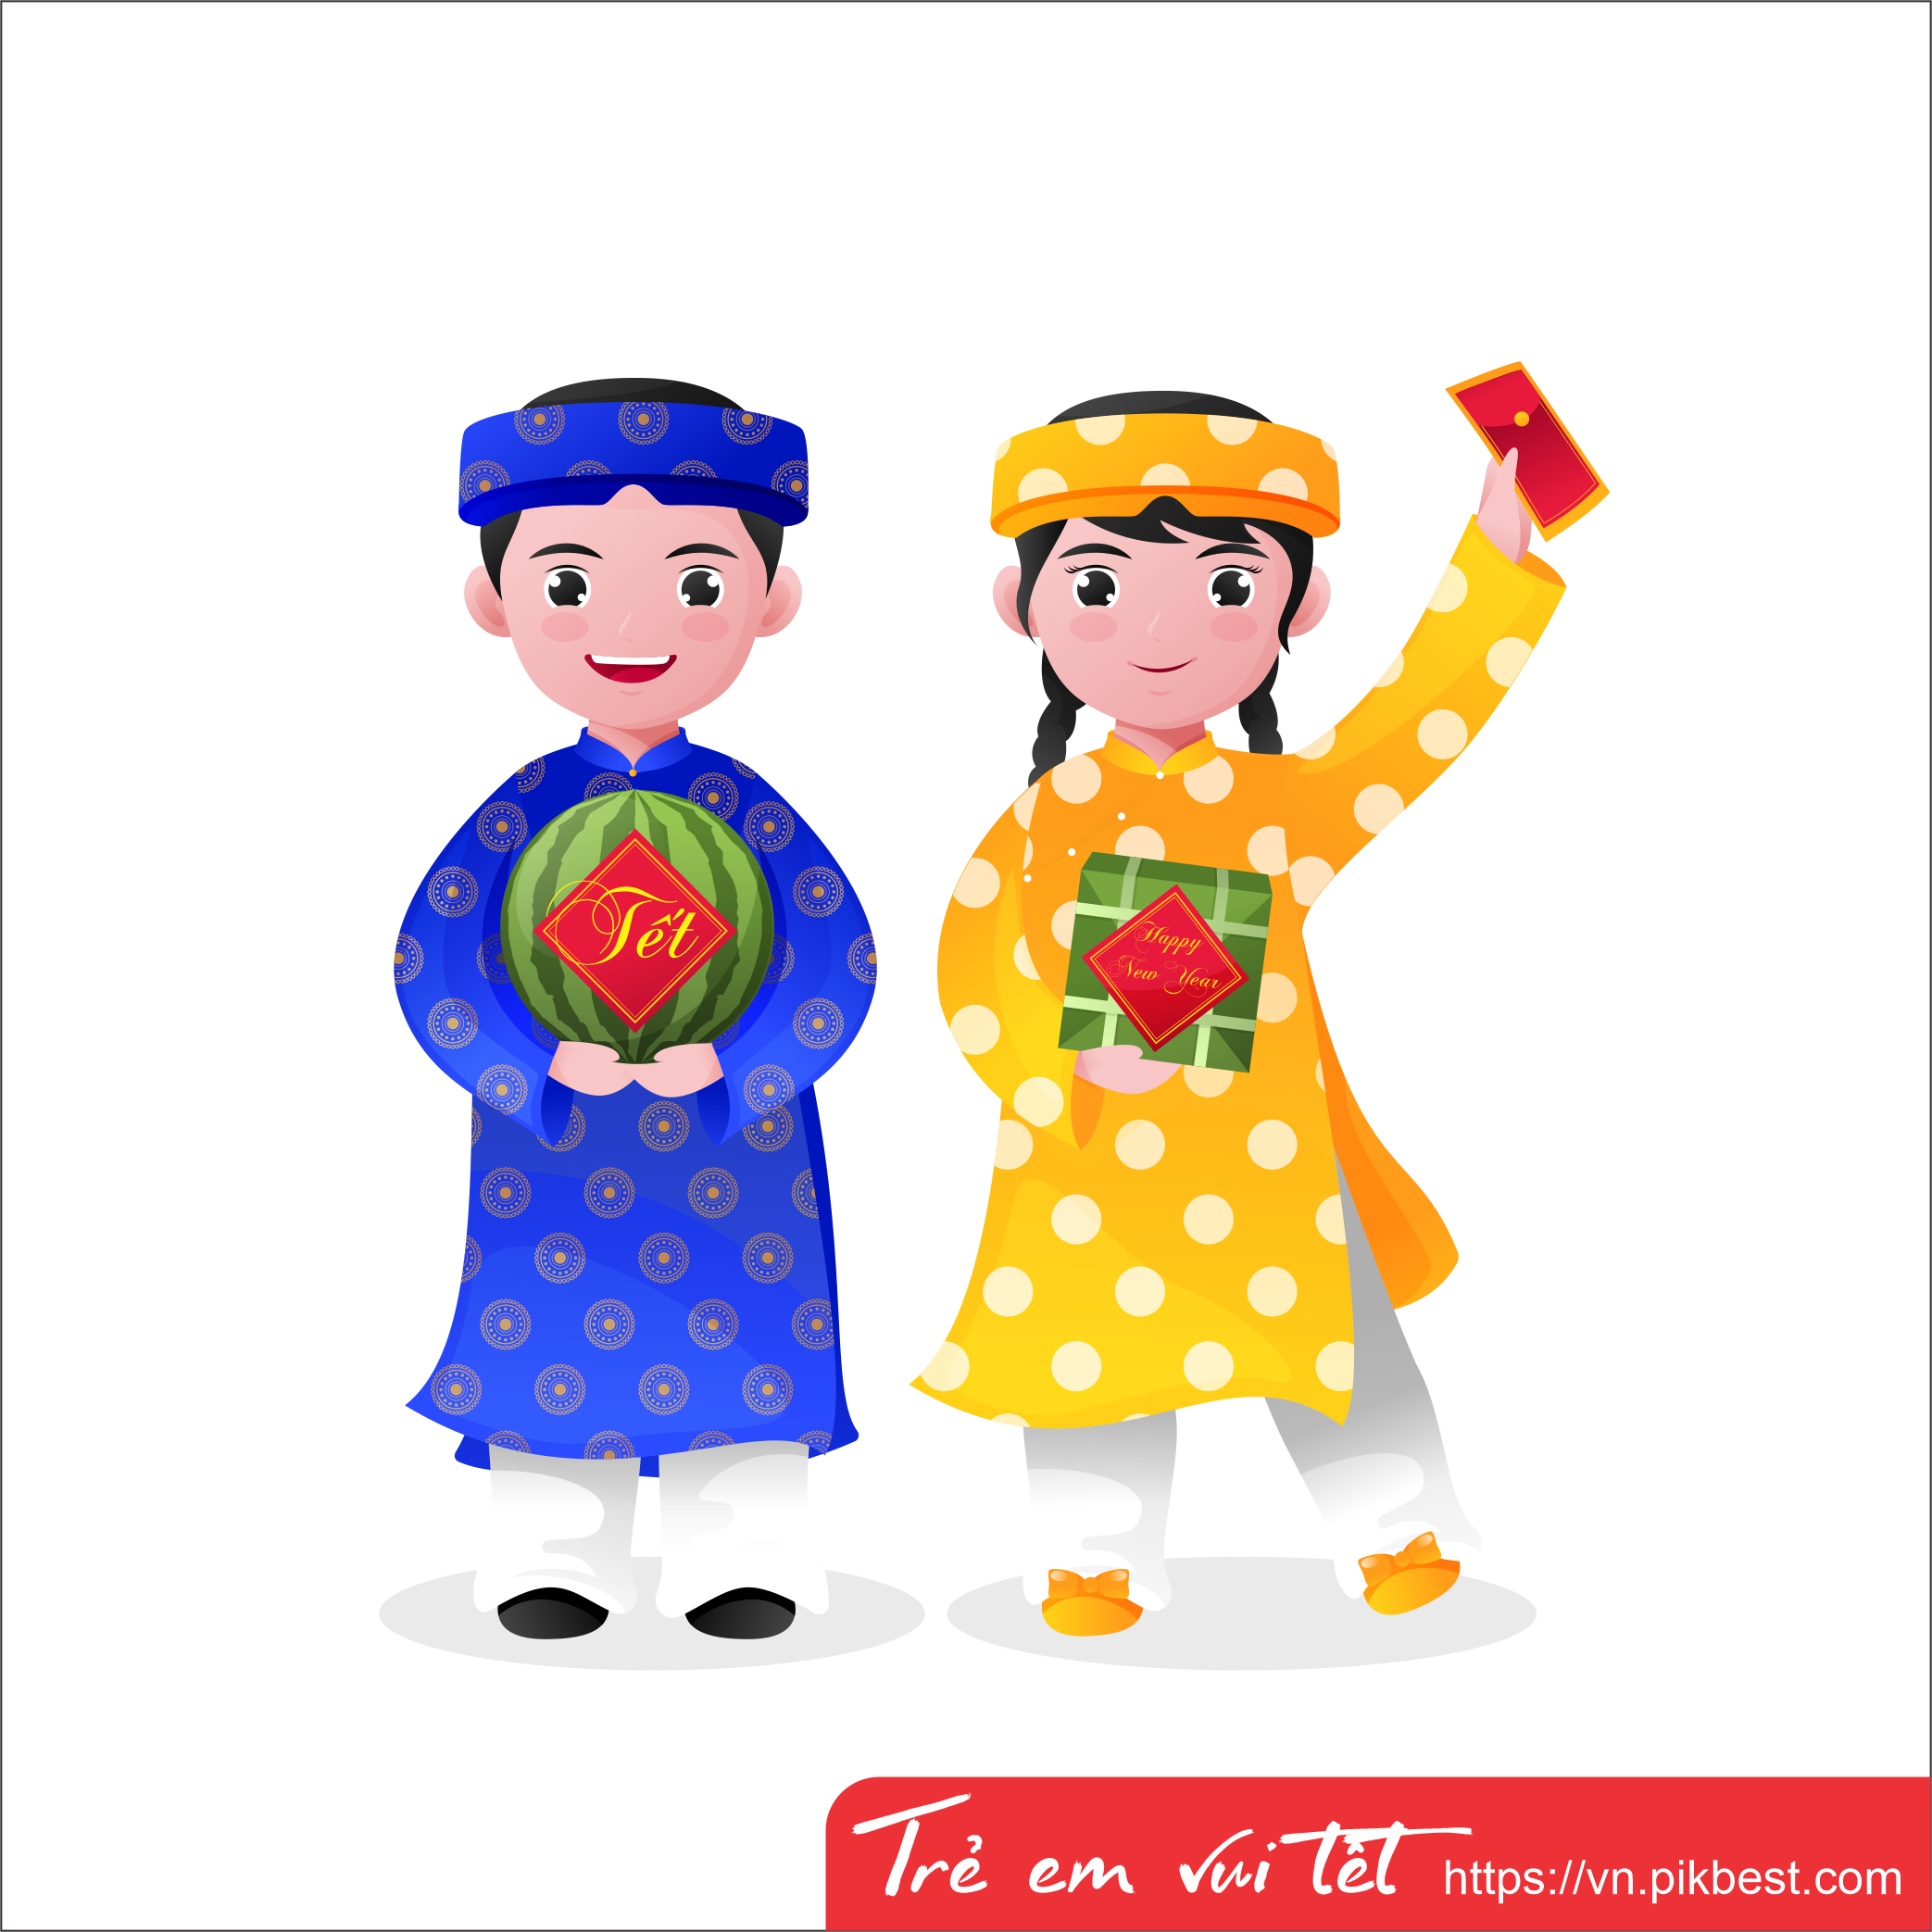 Tết
Happy
New Year
Trẻ em vui Tết
https://vn.pikbest.com